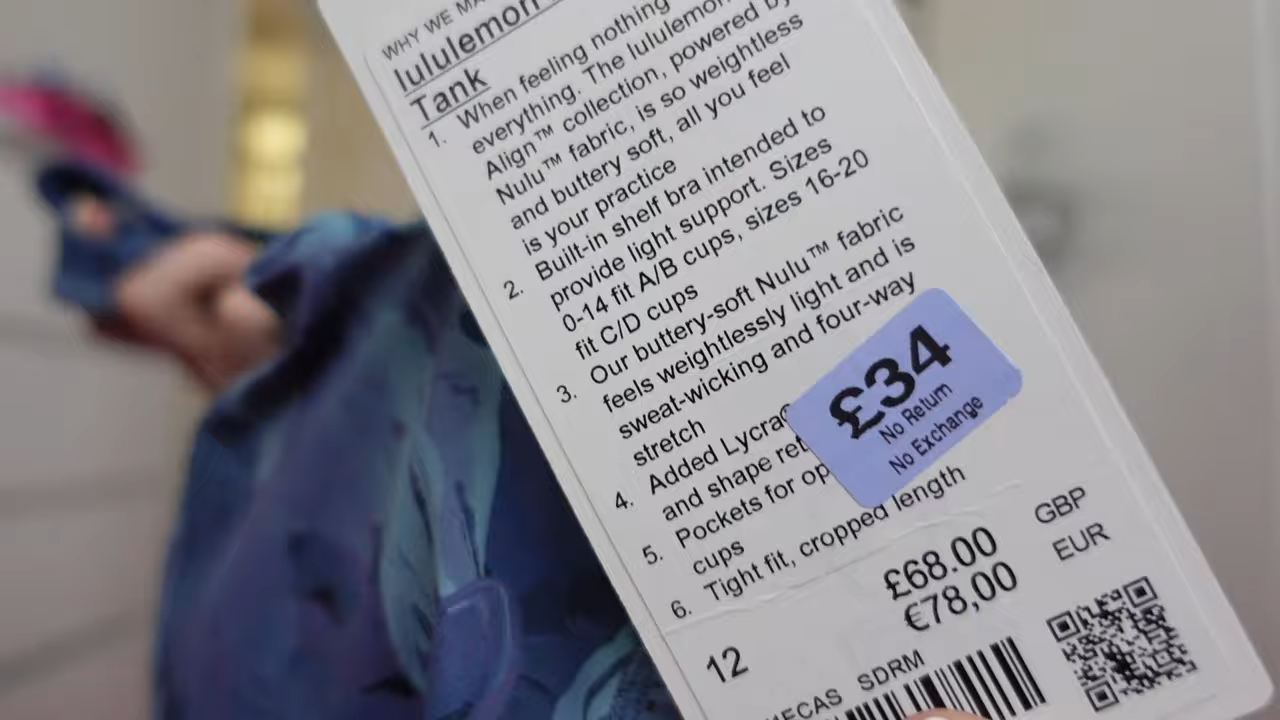 WHY WE MA
lululemon
Tank
1. When feeling nothing
everything. The lululemon
Align™ collection, powered by
Nulu™ fabric, is so weightless
and buttery soft, all you feel
is your practice
2. Built-in shelf bra intended to
provide light support. Sizes
0-14 fit A/B cups, sizes 16-20
fit C/D cups
3. Our buttery-soft Nulu™ fabric
feels weightlessly light and is
sweat-wicking and four-way
stretch
4. Added Lycra®
and shape ret
5. Pockets for op
cups
6. Tight fit, cropped length
£34
No Return
No Exchange
£68.00 GBP
€78,00 EUR
12
MECAS SDRM